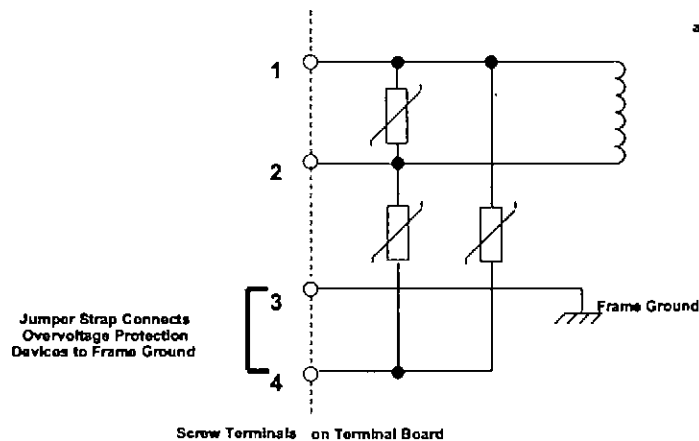 a
1
2
3
Frame Ground
Jumper Strap Connects
Overvoltage Protection
Devices to Frame Ground
4
Screw Terminals on Terminal Board